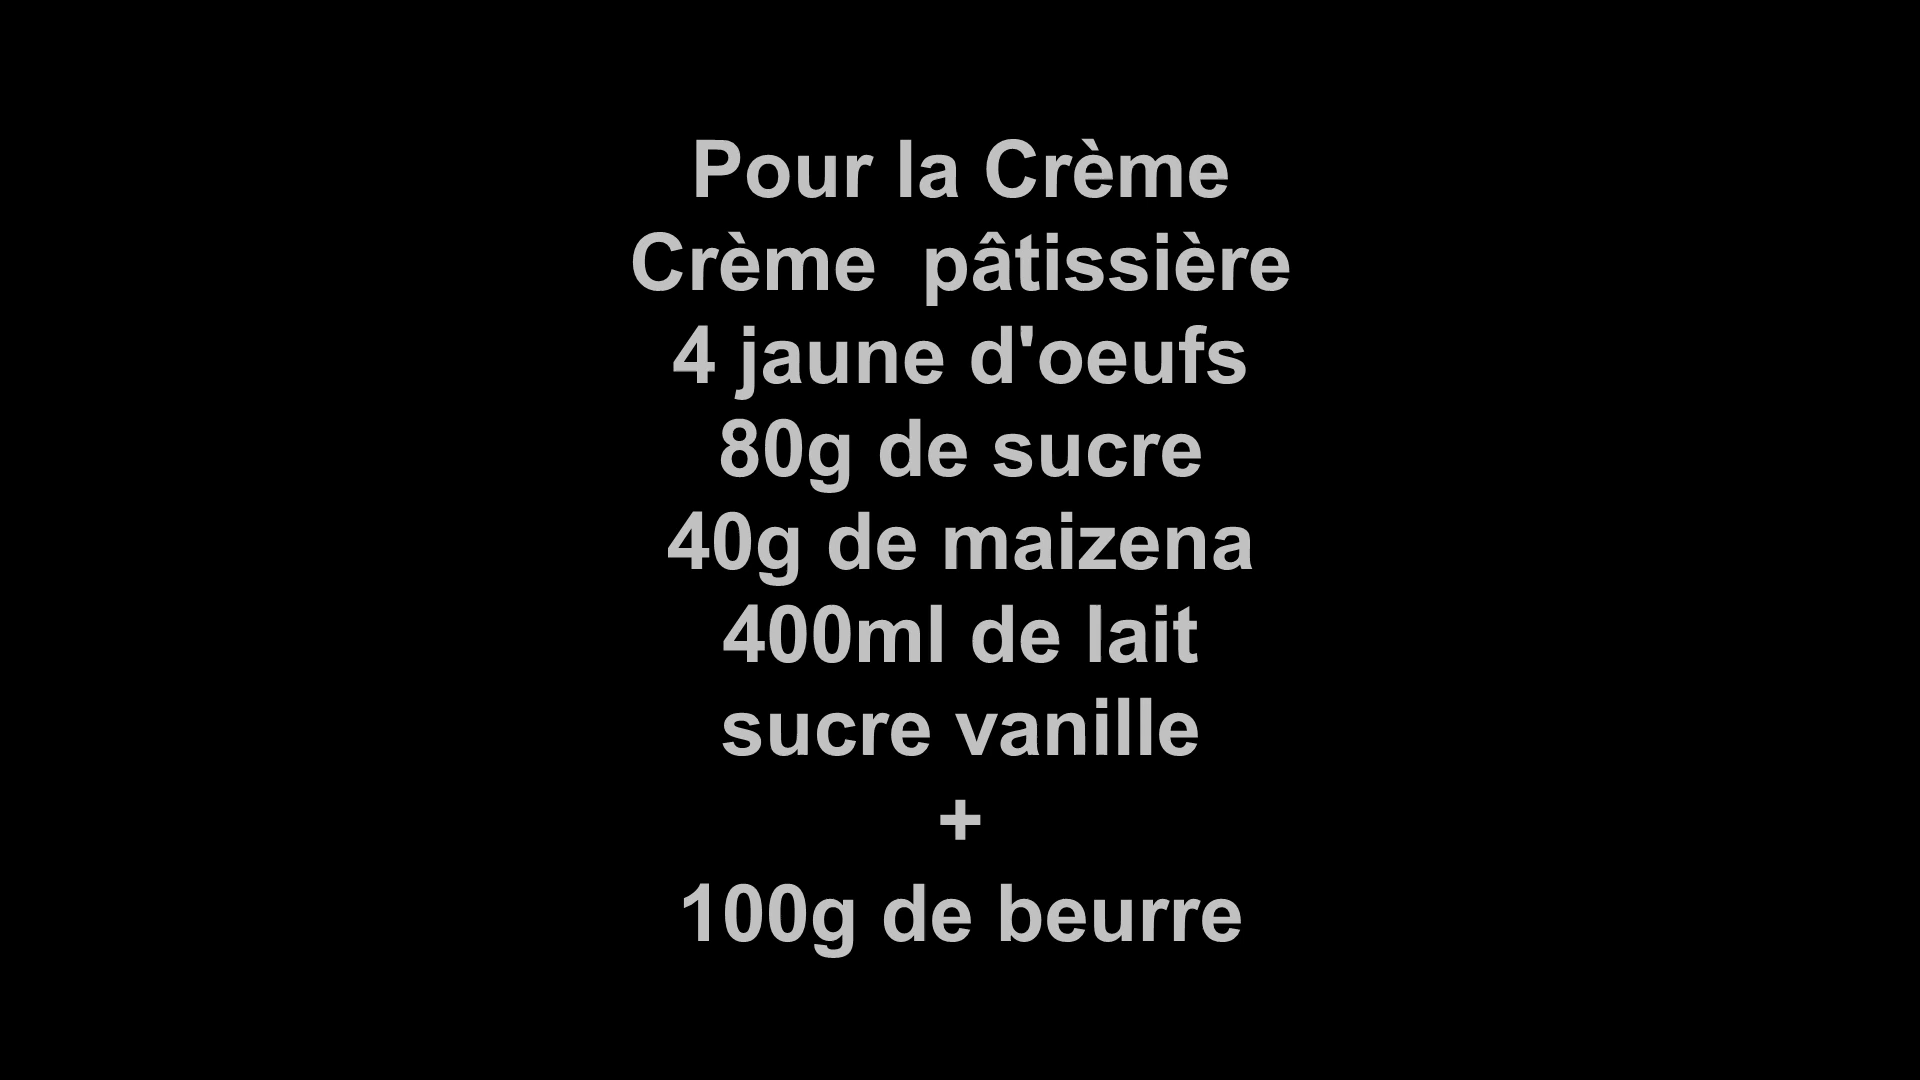 Pour la Crème
Crème  pâtissière
4 jaune d'oeufs
80g de sucre
40g de maizena
400ml de lait
sucre vanille
+
100g de beurre